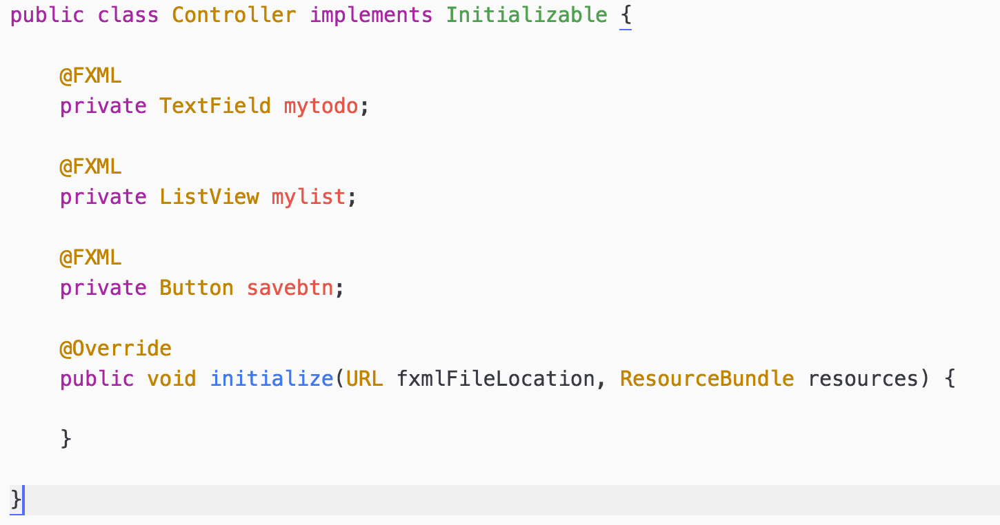 public class Controller implements Initializable {
@FXML
private TextField mytodo;
@FXML
private ListView mylist;
@FXML
private Button savebtn;
@Override
public void initialize(URL fxmlFileLocation, ResourceBundle resources) {
}
}